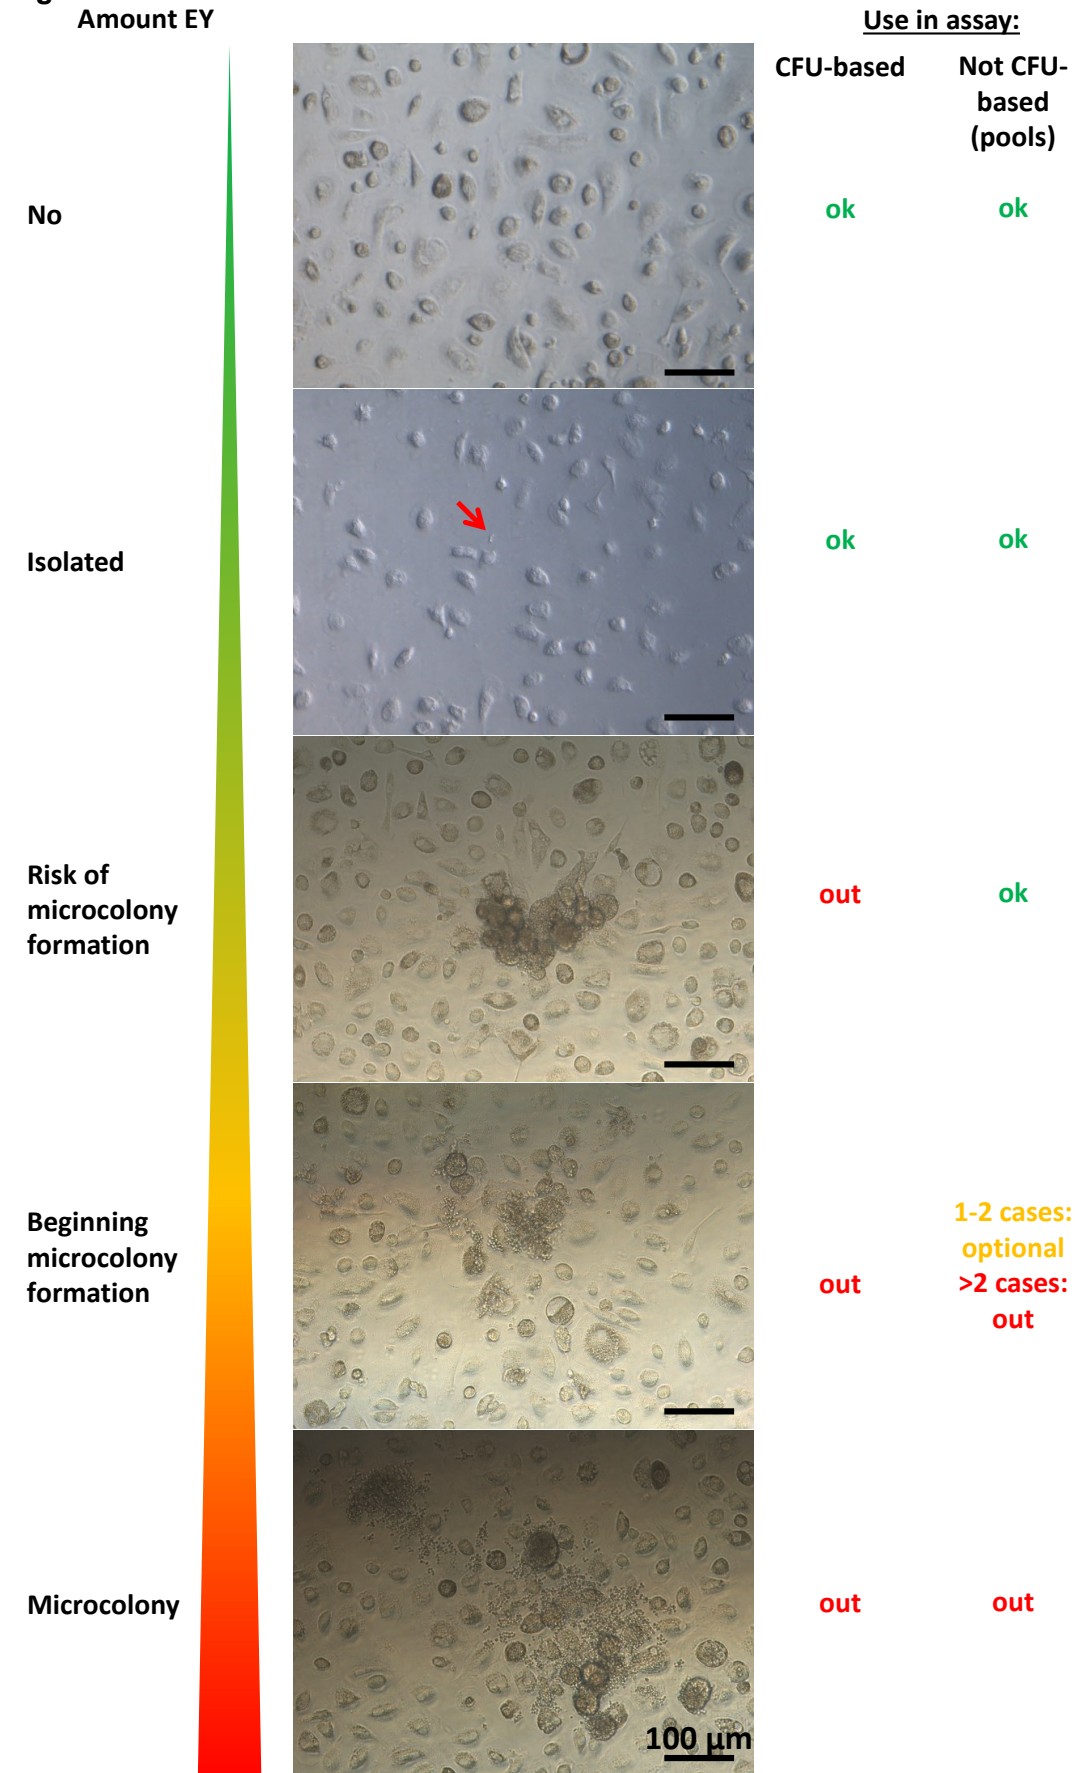 Amount EY
Use in assay:
CFU-based
Not CFU-
based
(pools)
No
ok
ok
Isolated
ok
ok
Risk of
microcolony
formation
out
ok
Beginning
microcolony
formation
out
1-2 cases:
optional
>2 cases:
out
Microcolony
out
out
100 µm